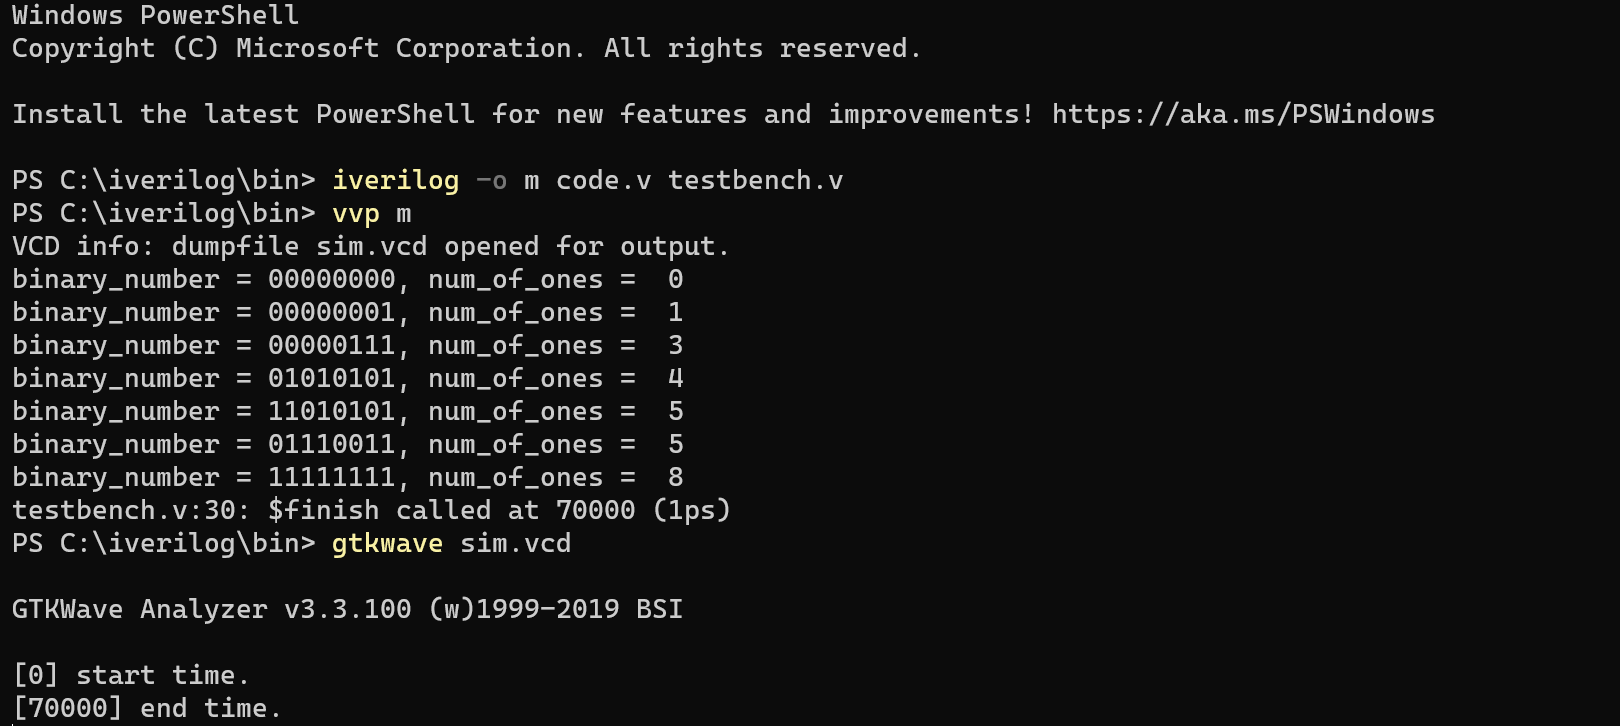 Windows PowerShell
Copyright (C) Microsoft Corporation. All rights reserved.
Install the latest PowerShell for new features and improvements! https://aka.ms/PSWindows
PS C:\iverilog\bin> iverilog -o m code.v testbench.v
PS C:\iverilog\bin> vvp m
VCD info: dumpfile sim.vcd opened for output.
binary_number = 00000000, num_of_ones =  0
binary_number = 00000001, num_of_ones =  1
binary_number = 00000111, num_of_ones =  3
binary_number = 01010101, num_of_ones =  4
binary_number = 11010101, num_of_ones =  5
binary_number = 01110011, num_of_ones =  5
binary_number = 11111111, num_of_ones =  8
testbench.v:30: $finish called at 70000 (1ps)
PS C:\iverilog\bin> gtkwave sim.vcd
GTKWave Analyzer v3.3.100 (w)1999-2019 BSI
[0] start time.
[70000] end time.